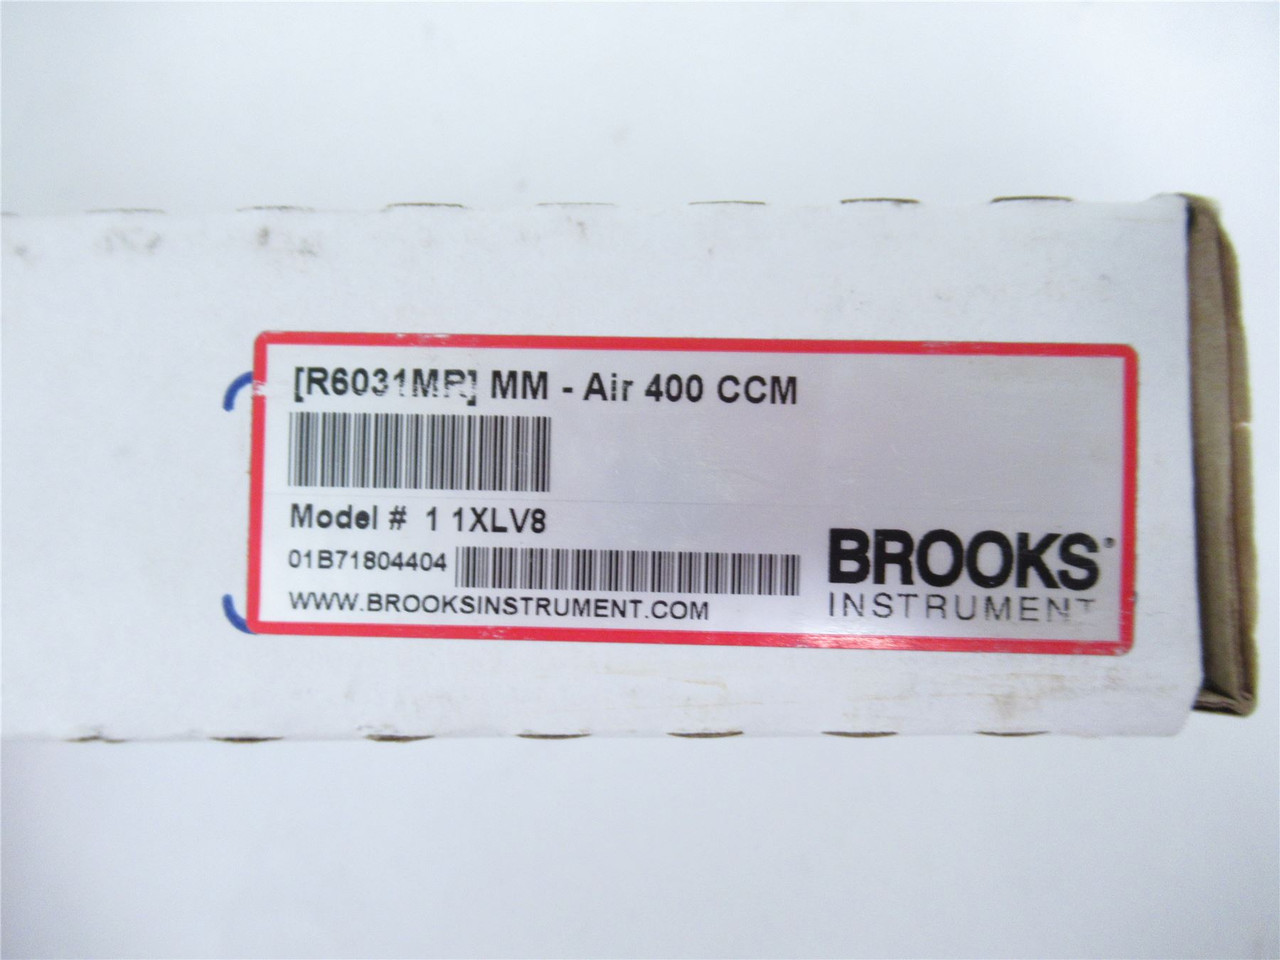 [R6031MP] MM - Air 400 CCM
Model # 1 1XLV8
01B71804404
WWW.BROOKSINSTRUMENT.COM
BROOKS®
INSTRUMENT